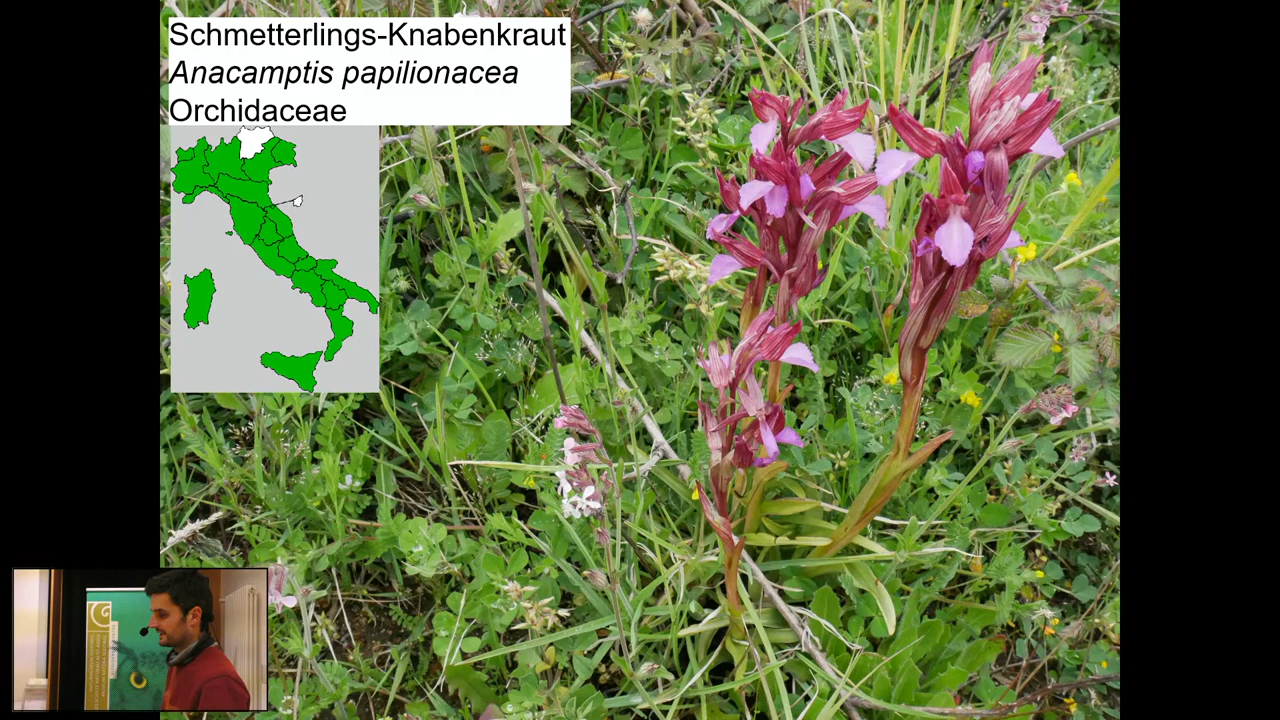 Schmetterlings-Knabenkraut
Anacamptis papilionacea
Orchidaceae